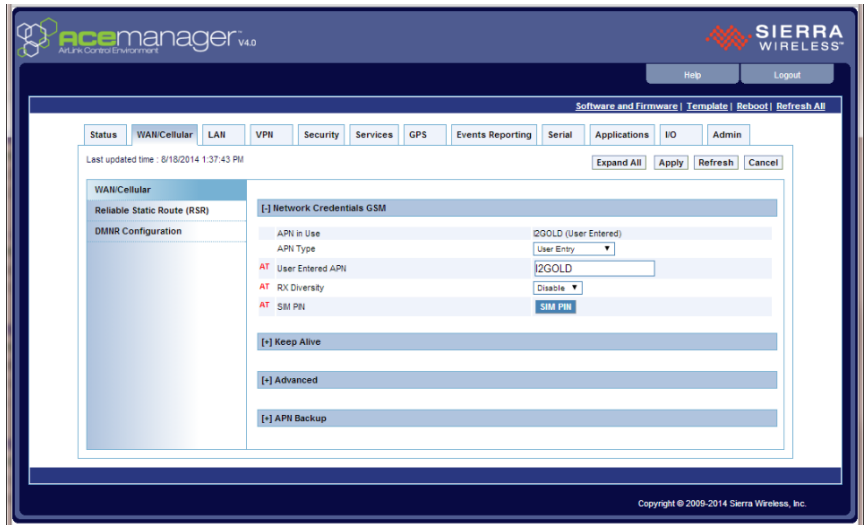 ACEmanager™ V4.0
AirLink Control Environment
SIERRA
WIRELESS™
Help Logout
Software and Firmware | Template | Reboot | Refresh All
Status WAN/Cellular LAN VPN Security Services GPS Events Reporting Serial Applications I/O Admin
Last updated time : 8/18/2014 1:37:43 PM
Expand All Apply Refresh Cancel
WAN/Cellular
Reliable Static Route (RSR)
DMNR Configuration
[-] Network Credentials GSM
APN in Use I2GOLD (User Entered)
APN Type User Entry
AT User Entered APN I2GOLD
AT RX Diversity Disable
AT SIM PIN SIM PIN
[+] Keep Alive
[+] Advanced
[+] APN Backup
Copyright © 2009-2014 Sierra Wireless, Inc.